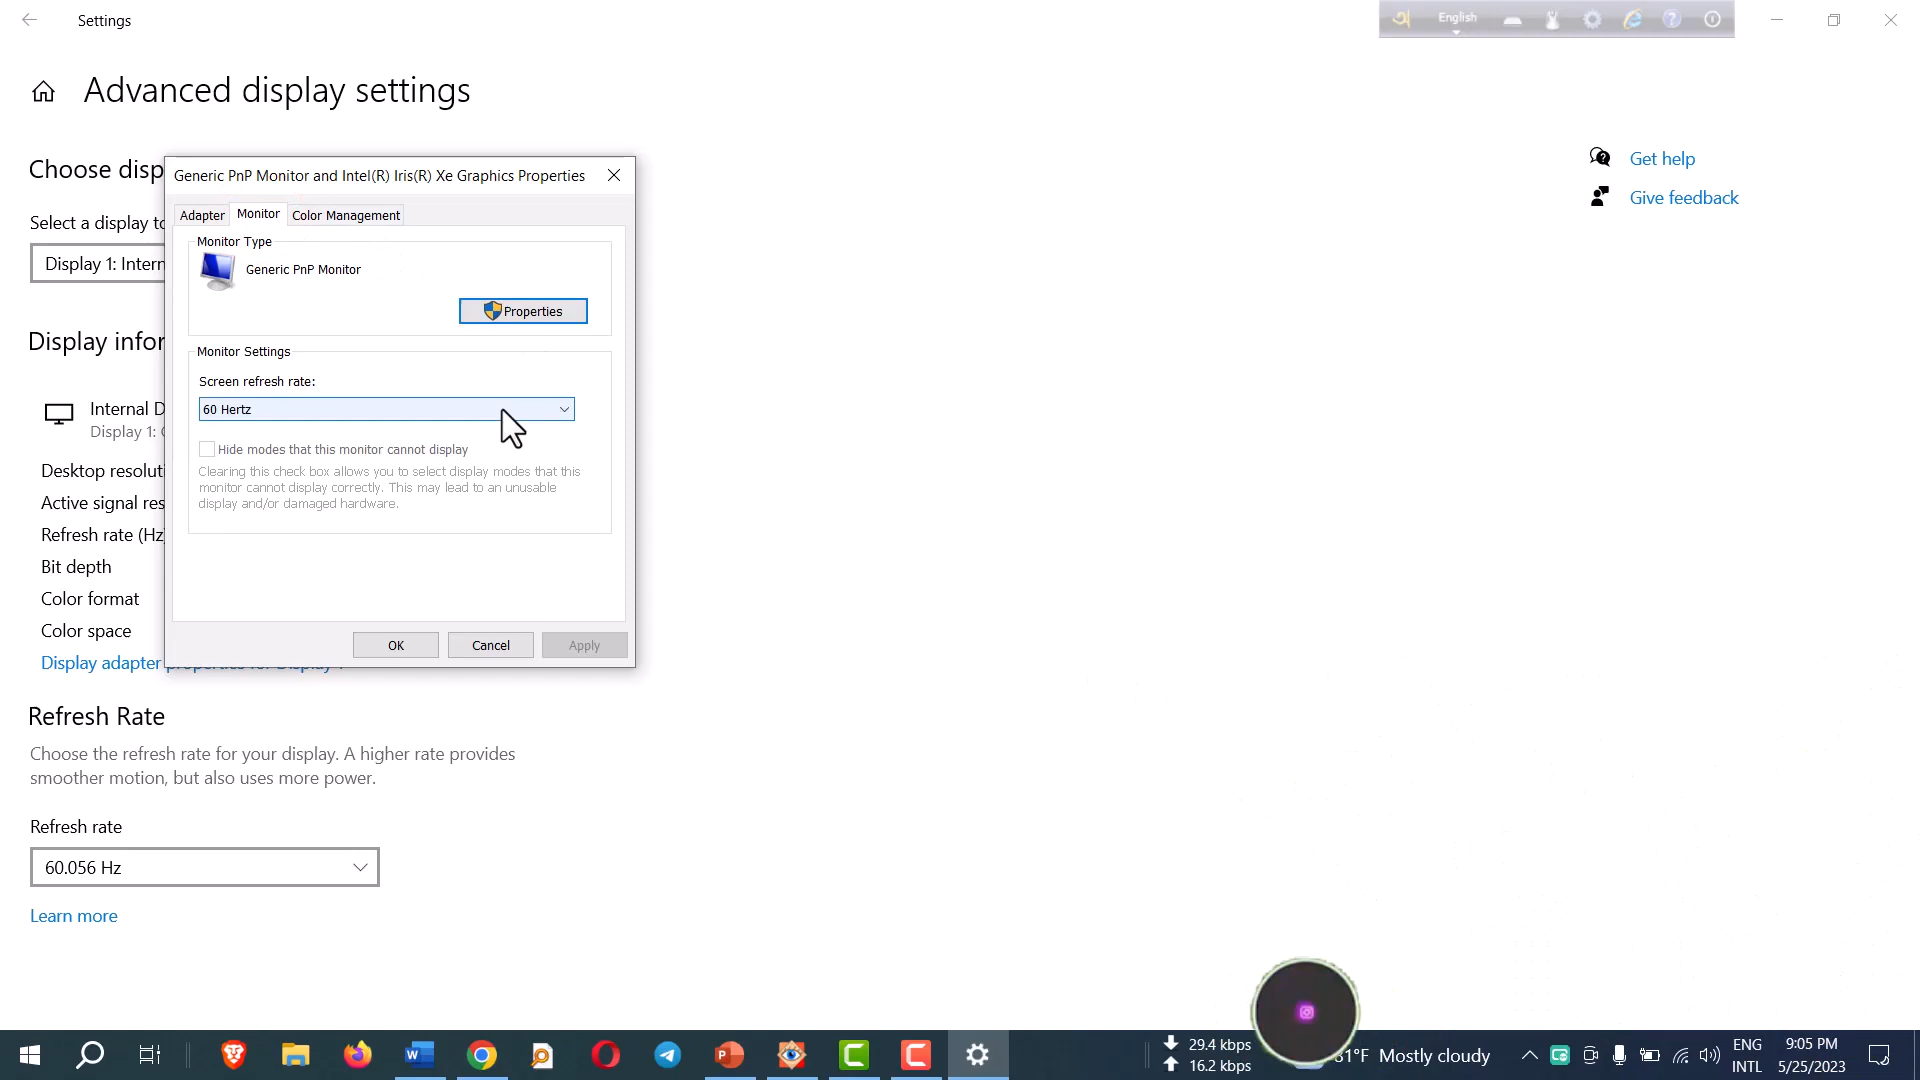 Settings
English
Advanced display settings
Choose disp
Get help
Give feedback
Select a display to
Display 1: Intern
Generic PnP Monitor and Intel(R) Iris(R) Xe Graphics Properties
Adapter Monitor Color Management
Monitor Type
Generic PnP Monitor
Properties
Monitor Settings
Screen refresh rate:
60 Hertz
Hide modes that this monitor cannot display
Clearing this check box allows you to select display modes that this
monitor cannot display correctly. This may lead to an unusable
display and/or damaged hardware.
OK Cancel Apply
Display infor
Internal D
Display 1:
Desktop resoluti
Active signal res
Refresh rate (Hz
Bit depth
Color format
Color space
Display adapter properties for Display 1
Refresh Rate
Choose the refresh rate for your display. A higher rate provides
smoother motion, but also uses more power.
Refresh rate
60.056 Hz
Learn more
29.4 kbps
16.2 kbps
Mostly cloudy
ENG
INTL
9:05 PM
5/25/2023